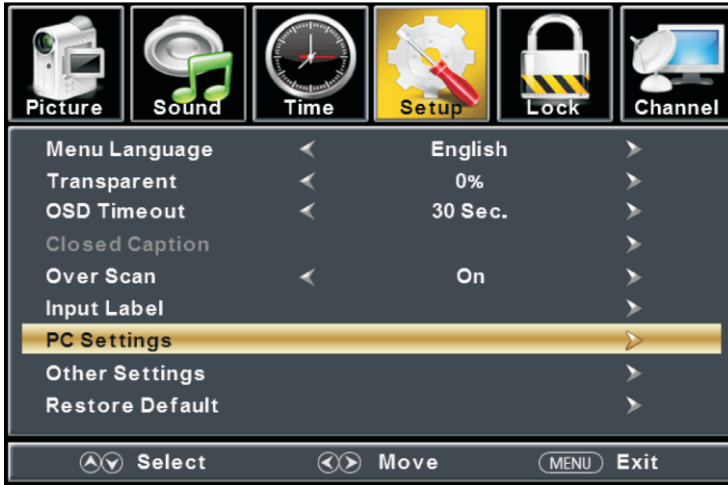 Picture Sound Time Setup Lock Channel
Menu Language English
Transparent 0%
OSD Timeout 30 Sec.
Closed Caption
Over Scan On
Input Label
PC Settings
Other Settings
Restore Default
Select Move MENU Exit